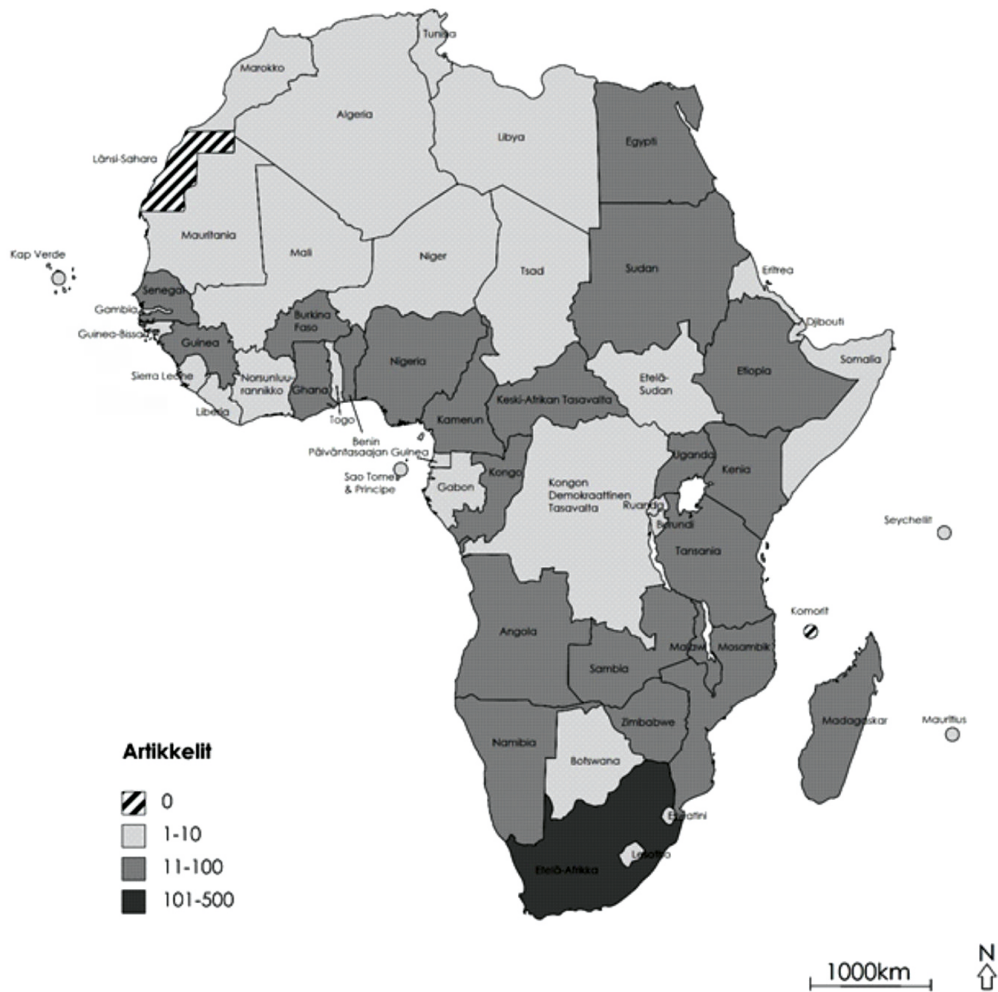 Tunisia
Marokko
Algeria
Libya
Egypti
Länsi-Sahara
Mauritania
Mali
Niger
Tsad
Sudan
Eritrea
Kap Verde
Senegal
Gambia
Guinea-Bissau
Guinea
Burkina
Faso
Djibouti
Somalia
Sierra Leone
Liberia
Norsunluu-
rannikko
Ghana
Togo
Benin
Nigeria
Etelä-
Sudan
Etiopia
Keski-Afrikan Tasavalta
Kamerun
Päiväntasaajan Guinea
Sao Tome
& Principe
Gabon
Kongo
Kongon
Demokraattinen
Tasavalta
Uganda
Kenia
Ruanda
Burundi
Tansania
Seychellit
Komorit
Angola
Sambia
Malawi
Mosambik
Madagaskar
Mauritius
Namibia
Zimbabwe
Botswana
Eswatini
Lesotho
Etelä-Afrikka
Artikkelit
0
1-10
11-100
101-500
1000km
N